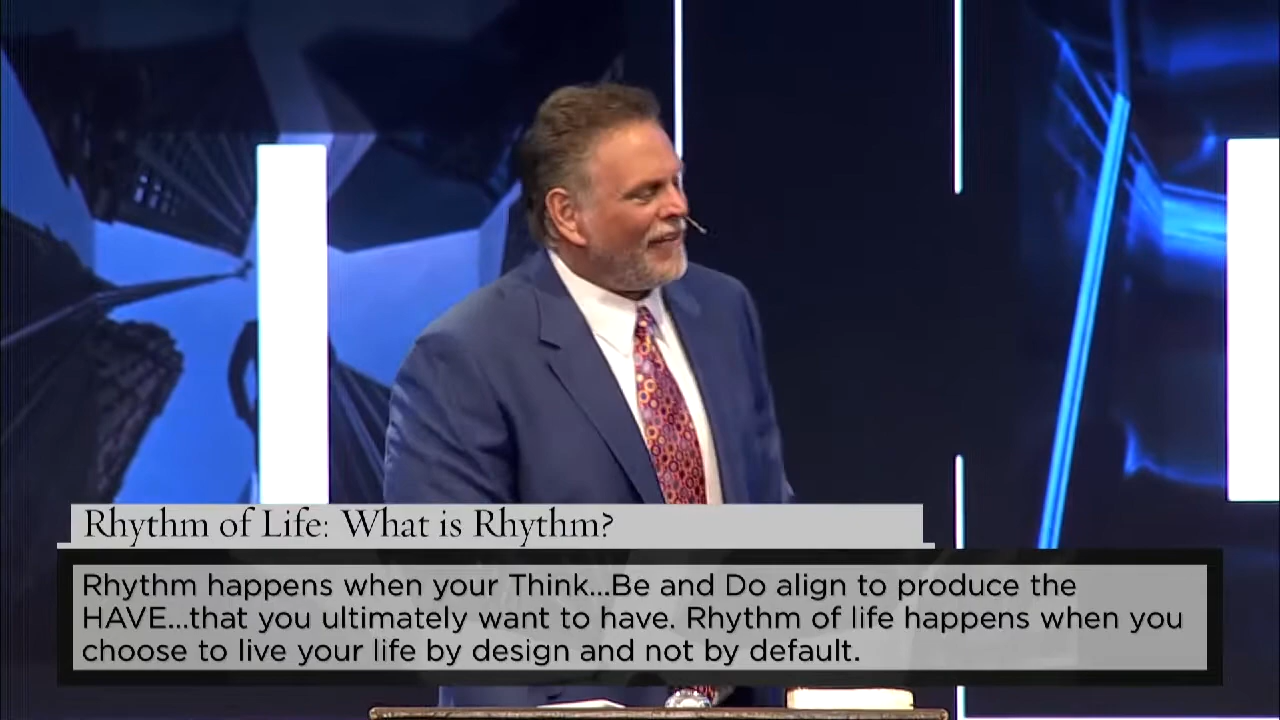 Rhythm of Life: What is Rhythm?
Rhythm happens when your Think...Be and Do align to produce the
HAVE...that you ultimately want to have. Rhythm of life happens when you
choose to live your life by design and not by default.